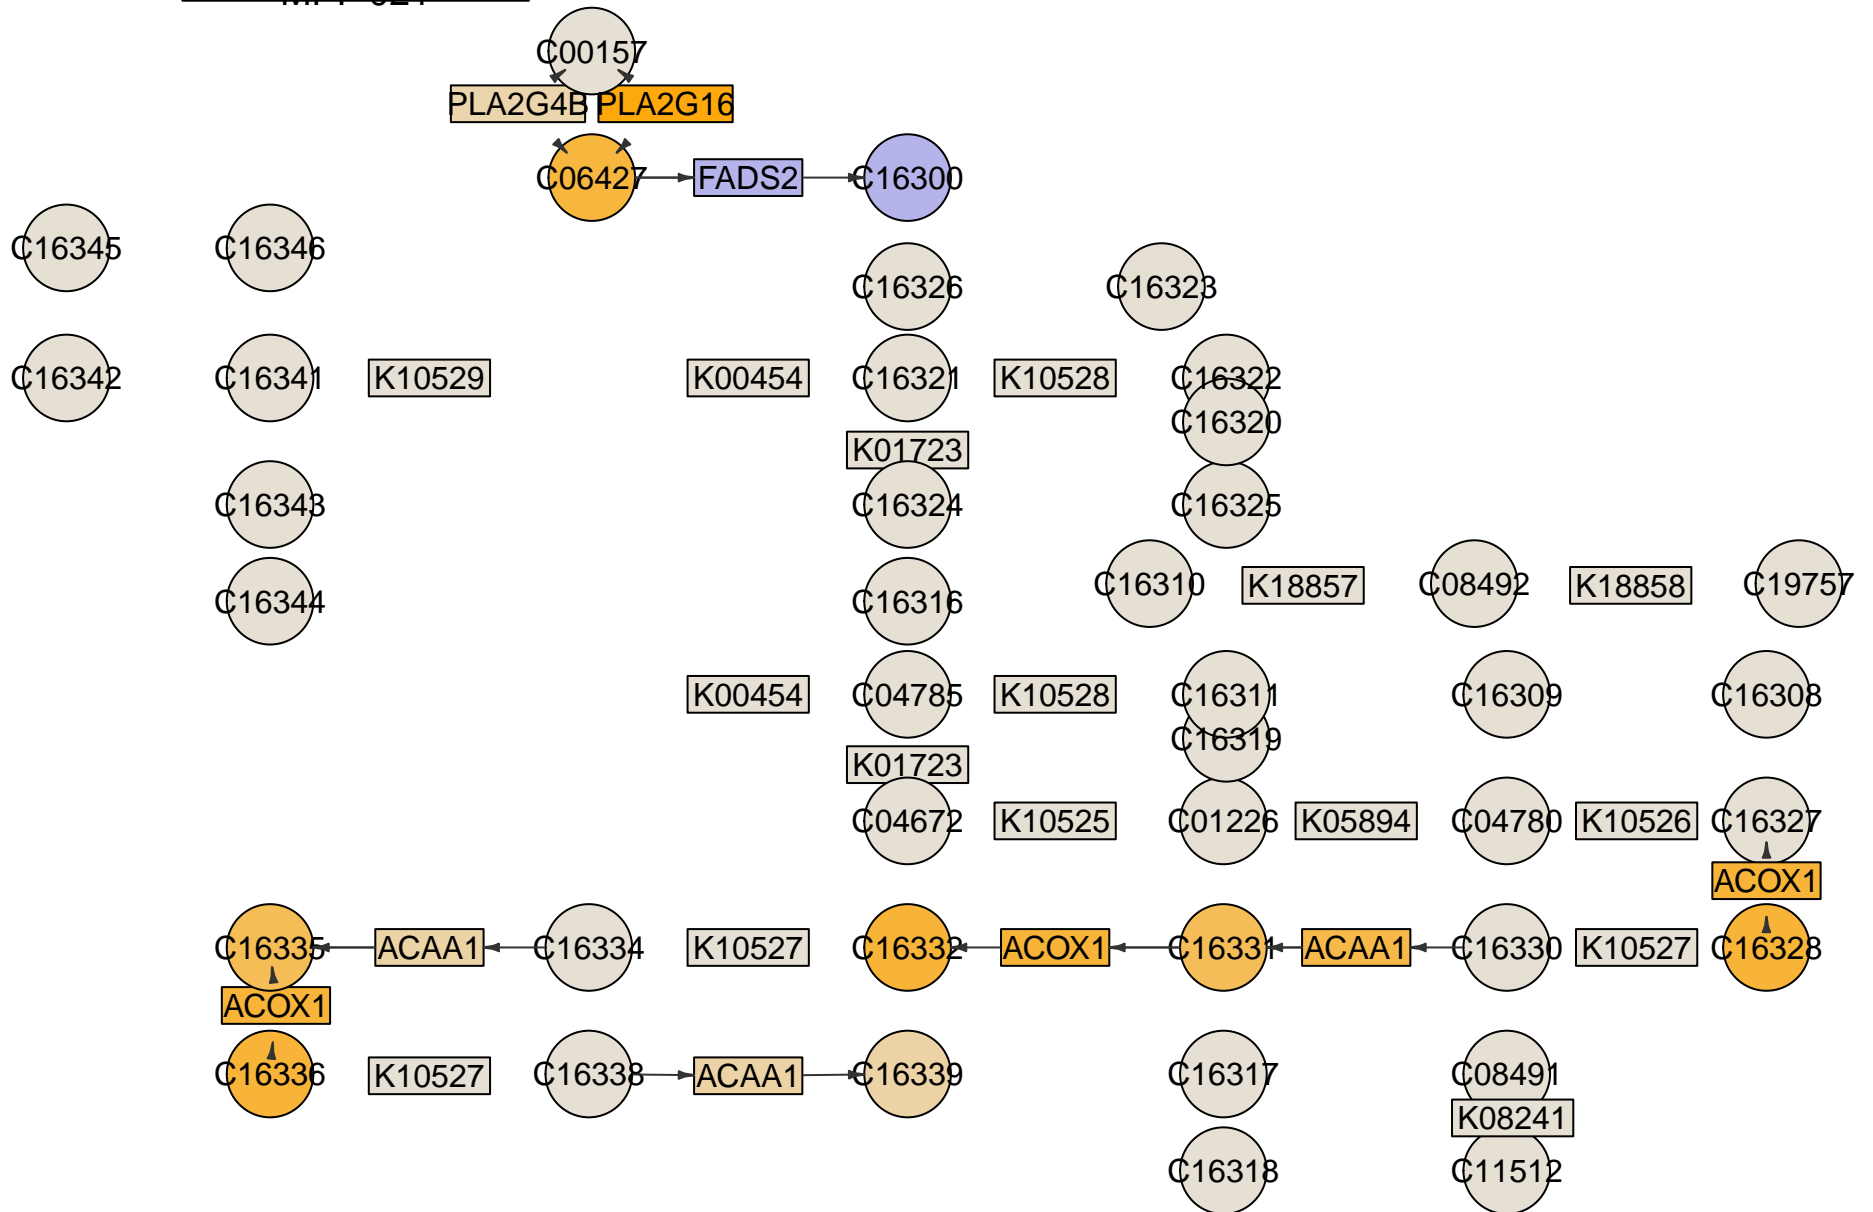 C00157
PLA2G4B PLA2G16
C06427 FADS2 C16300
C16345 C16346
C16326 C16323
C16342 C16341 K10529 K00454 C16321 K10528 C16322
C16320
K01723
C16343 C16324 C16325
C16310 K18857 C08492 K18858 C19757
C16344 C16316
K00454 C04785 K10528 C16311 C16309 C16308
C16319
K01723
C04672 K10525 C01226 K05894 C04780 K10526 C16327
ACOX1
C16335 ACAA1 C16334 K10527 C16332 ACOX1 C16331 ACAA1 C16330 K10527 C16328
ACOX1
C16336 K10527 C16338 ACAA1 C16339 C16317 C08491
K08241
C16318 C11512